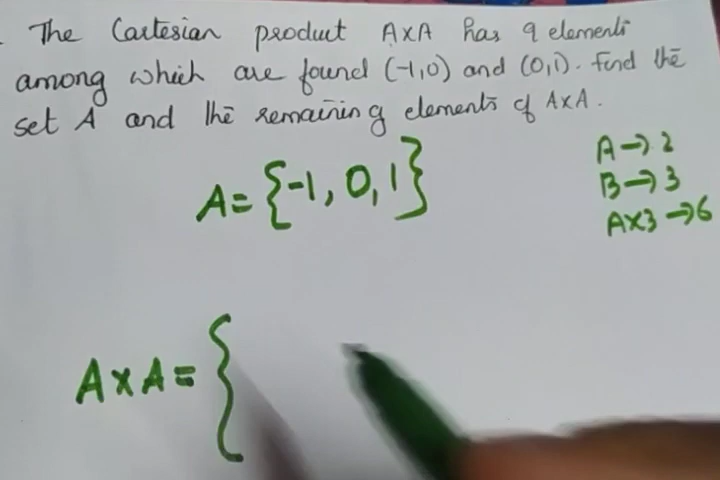 The Cartesian product A×A has 9 elements
among which are found (-1,0) and (0,1). Find the
set A and the remaining elements of A×A.
A={-1, 0, 1}
A→2
B→3
A×3→6
A×A={